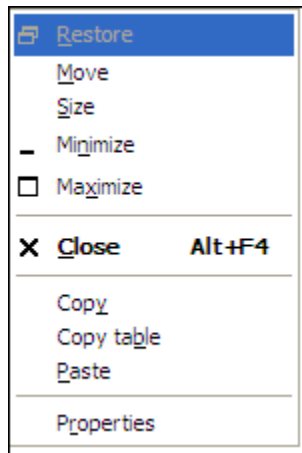 Restore
Move
Size
Minimize
Maximize
Close Alt+F4
Copy
Copy table
Paste
Properties